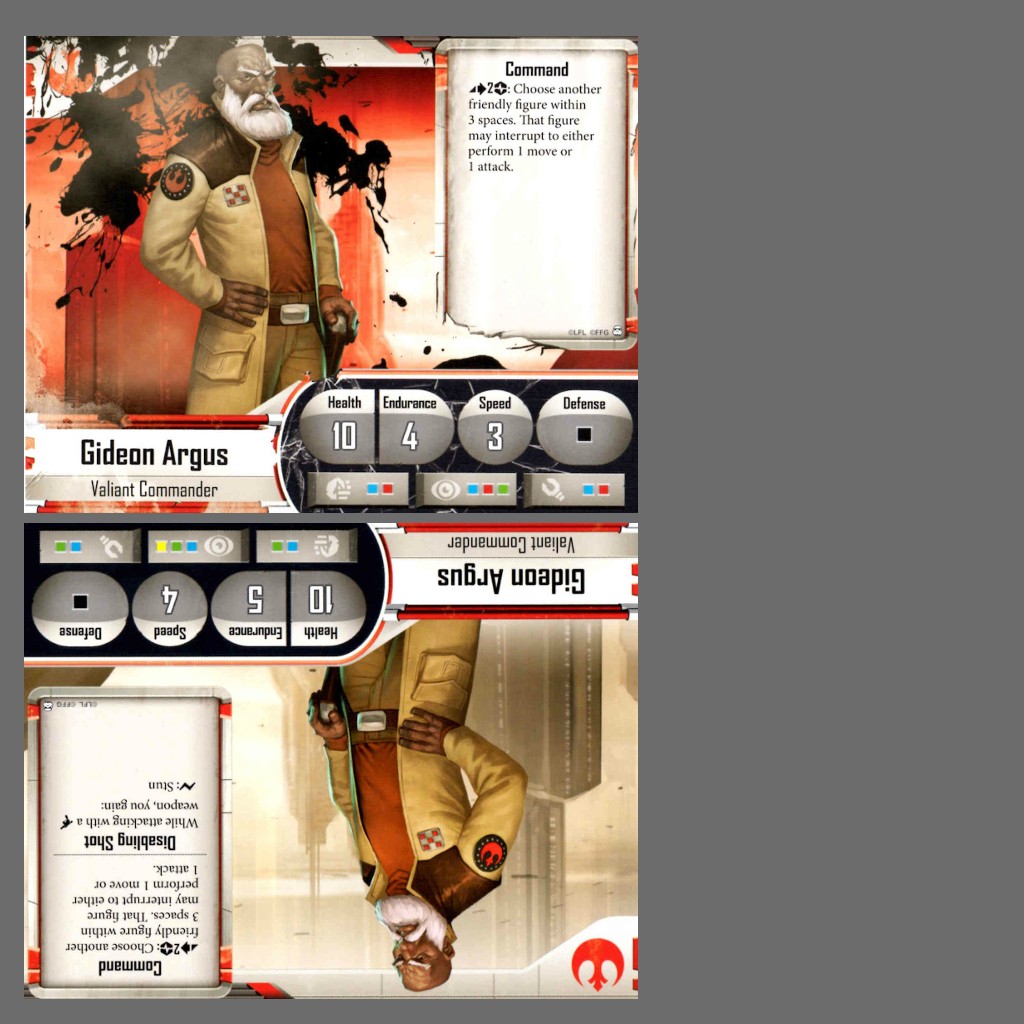 Command
2: Choose another
friendly figure within
3 spaces. That figure
may interrupt to either
perform 1 move or
1 attack.
©LFL ©FFG
Health Endurance Speed Defense
10 4 3
Gideon Argus
Valiant Commander
Gideon Argus
Valiant Commander
Health Endurance Speed Defense
10 5 4
Command
2: Choose another
friendly figure within
3 spaces. That figure
may interrupt to either
perform 1 move or
1 attack.
Disabling Shot
While attacking with a
weapon, you gain:
: Stun
©LFL ©FFG